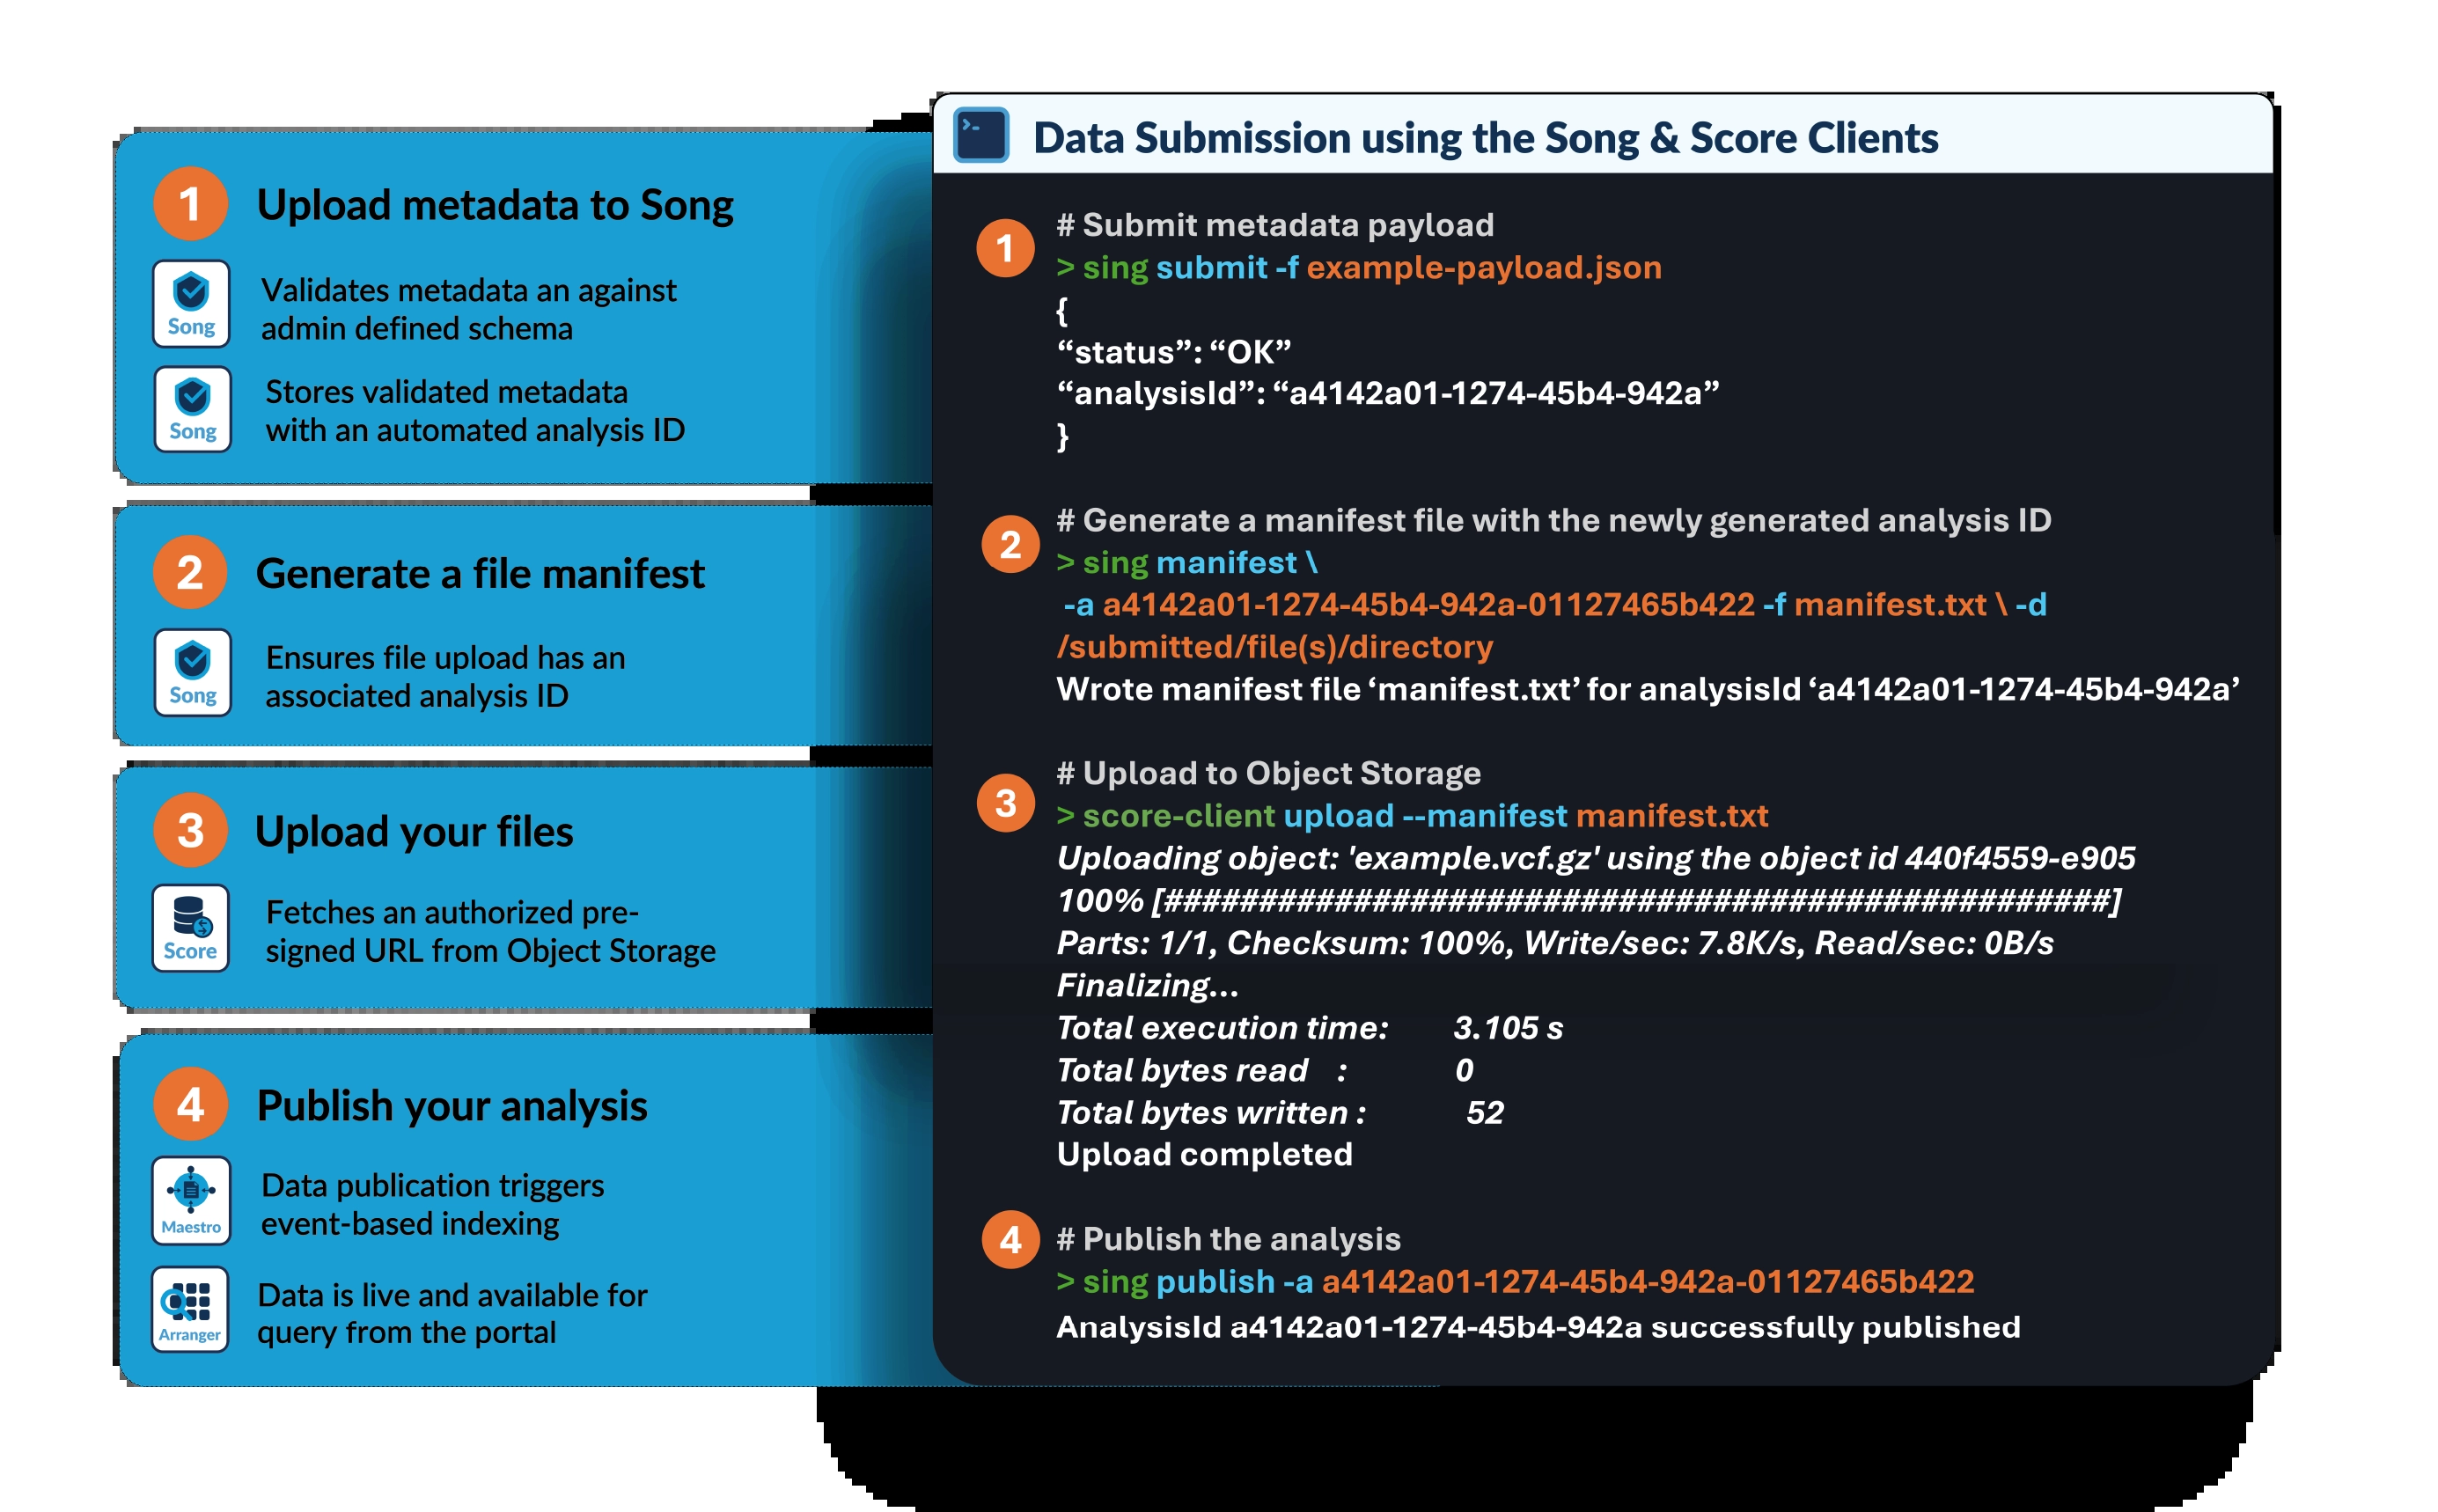 1 Upload metadata to Song
Song
Validates metadata an against
admin defined schema
Song
Stores validated metadata
with an automated analysis ID
2 Generate a file manifest
Song
Ensures file upload has an
associated analysis ID
3 Upload your files
Score
Fetches an authorized pre-
signed URL from Object Storage
4 Publish your analysis
Maestro
Data publication triggers
event-based indexing
Arranger
Data is live and available for
query from the portal
>- Data Submission using the Song & Score Clients
1 # Submit metadata payload
> sing submit -f example-payload.json
{
“status”: “OK”
“analysisId”: “a4142a01-1274-45b4-942a”
}
2 # Generate a manifest file with the newly generated analysis ID
> sing manifest \
-a a4142a01-1274-45b4-942a-01127465b422 -f manifest.txt \ -d
/submitted/file(s)/directory
Wrote manifest file ‘manifest.txt’ for analysisId ‘a4142a01-1274-45b4-942a’
3 # Upload to Object Storage
> score-client upload --manifest manifest.txt
Uploading object: 'example.vcf.gz' using the object id 440f4559-e905
100% [##################################################]
Parts: 1/1, Checksum: 100%, Write/sec: 7.8K/s, Read/sec: 0B/s
Finalizing...
Total execution time: 3.105 s
Total bytes read : 0
Total bytes written : 52
Upload completed
4 # Publish the analysis
> sing publish -a a4142a01-1274-45b4-942a-01127465b422
AnalysisId a4142a01-1274-45b4-942a successfully published